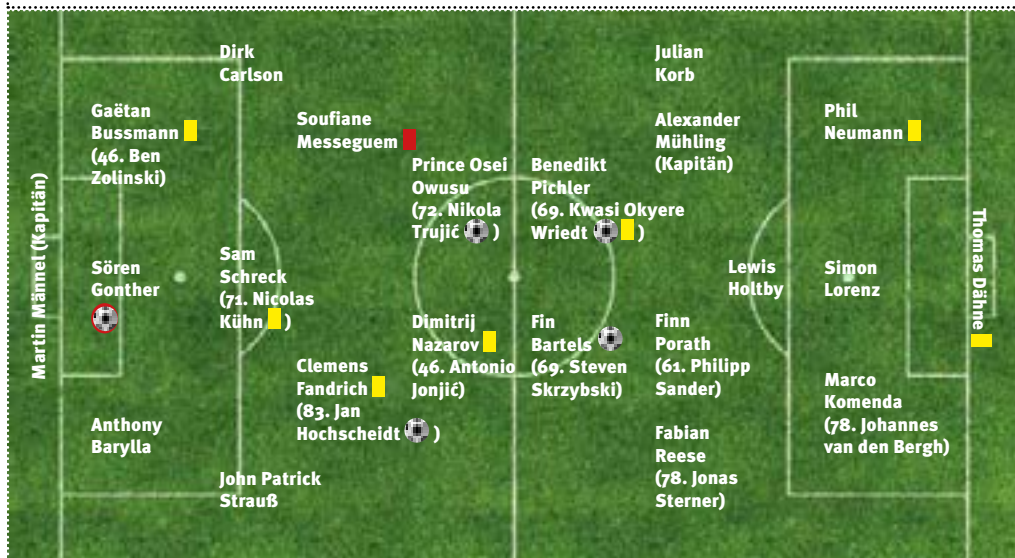 Martin Männel (Kapitän)
Gaëtan
Bussmann
(46. Ben
Zolinski)
Sören
Gonther
Anthony
Barylla
Dirk
Carlson
Sam
Schreck
(71. Nicolas
Kühn )
John Patrick
Strauß
Soufiane
Messeguem
Clemens
Fandrich
(83. Jan
Hochscheidt )
Prince Osei
Owusu
(72. Nikola
Trujić )
Dimitrij
Nazarov
(46. Antonio
Jonjić)
Benedikt
Pichler
(69. Kwasi Okyere
Wriedt )
Fin
Bartels
(69. Steven
Skrzybski)
Julian
Korb
Alexander
Mühling
(Kapitän)
Finn
Porath
(61. Philipp
Sander)
Fabian
Reese
(78. Jonas
Sterner)
Lewis
Holtby
Phil
Neumann
Simon
Lorenz
Marco
Komenda
(78. Johannes
van den Bergh)
Thomas Dähne